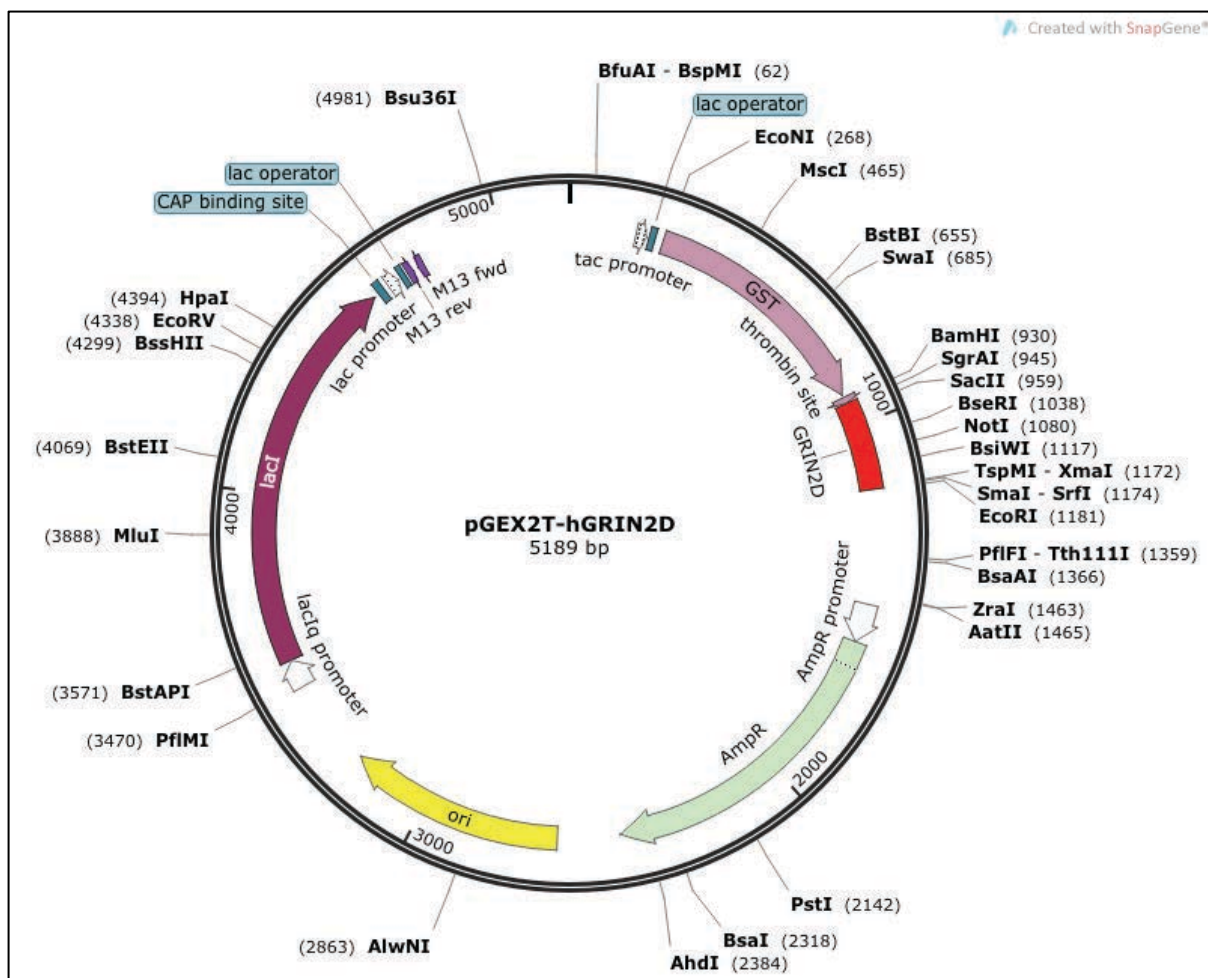 Created with SnapGene®
BfuAI - BspMI (62)
lac operator
EcoNI (268)
MscI (465)
BstBI (655)
SwaI (685)
BamHI (930)
SgrAI (945)
SacII (959)
BseRI (1038)
NotI (1080)
BsiWI (1117)
TspMI - XmaI (1172)
SmaI - SrfI (1174)
EcoRI (1181)
PflFI - Tth111I (1359)
BsaAI (1366)
ZraI (1463)
AatII (1465)
PstI (2142)
BsaI (2318)
AhdI (2384)
(2863) AlwNI
(3470) PflMI
(3571) BstAPI
(3888) MluI
(4069) BstEII
(4299) BssHII
(4338) EcoRV
(4394) HpaI
CAP binding site
lac operator
(4981) Bsu36I
5000
1000
2000
3000
4000
tac promoter
GST
thrombin site
GRIN2D
AmpR promoter
AmpR
ori
lacIq promoter
lacI
lac promoter
M13 rev
M13 fwd
pGEX2T-hGRIN2D
5189 bp